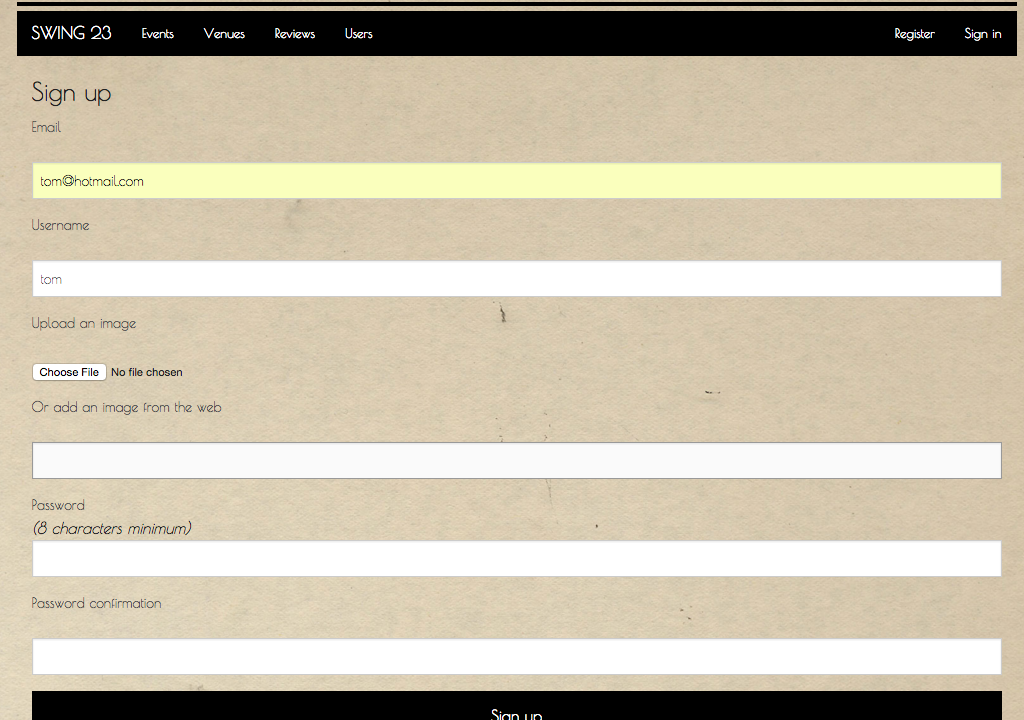 SWING 23 Events Venues Reviews Users Register Sign in
Sign up
Email
tom@hotmail.com
Username
tom
Upload an image
Choose File No file chosen
Or add an image from the web
Password
(8 characters minimum)
Password confirmation
Sign up